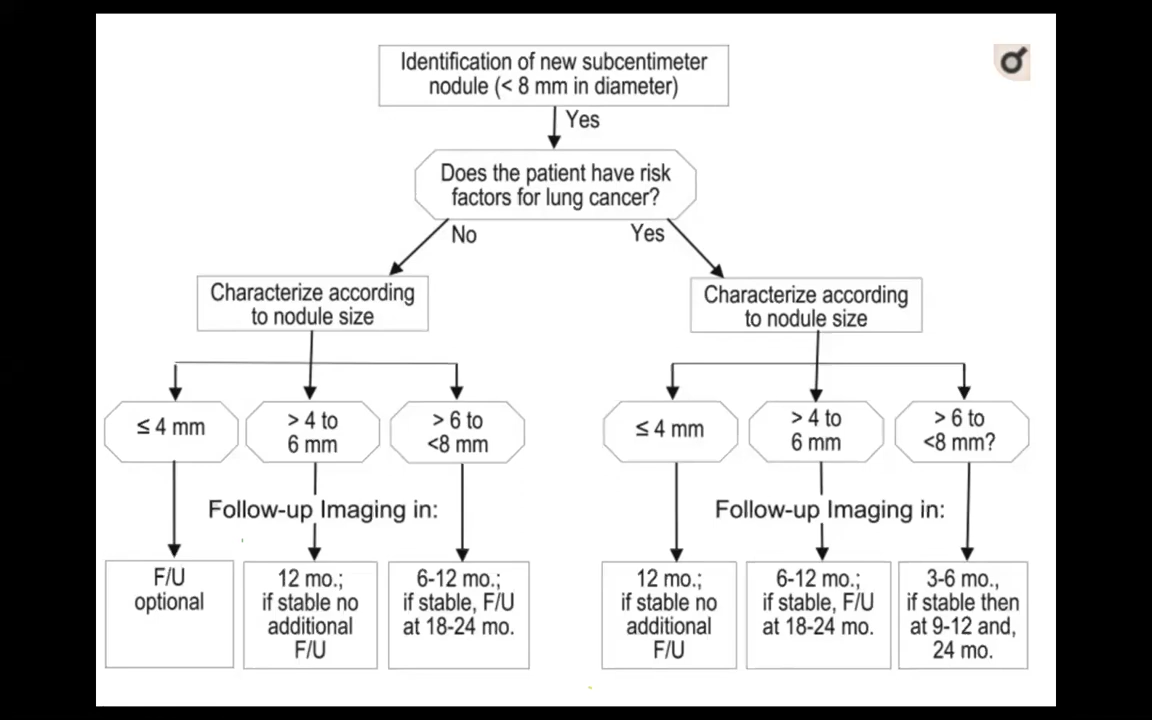 Identification of new subcentimeter
nodule (< 8 mm in diameter)
Yes
Does the patient have risk
factors for lung cancer?
No
Yes
Characterize according
to nodule size
Characterize according
to nodule size
≤ 4 mm
> 4 to
6 mm
> 6 to
<8 mm
≤ 4 mm
> 4 to
6 mm
> 6 to
<8 mm?
Follow-up Imaging in:
Follow-up Imaging in:
F/U
optional
12 mo.;
if stable no
additional
F/U
6-12 mo.;
if stable, F/U
at 18-24 mo.
12 mo.;
if stable no
additional
F/U
6-12 mo.;
if stable, F/U
at 18-24 mo.
3-6 mo.,
if stable then
at 9-12 and,
24 mo.